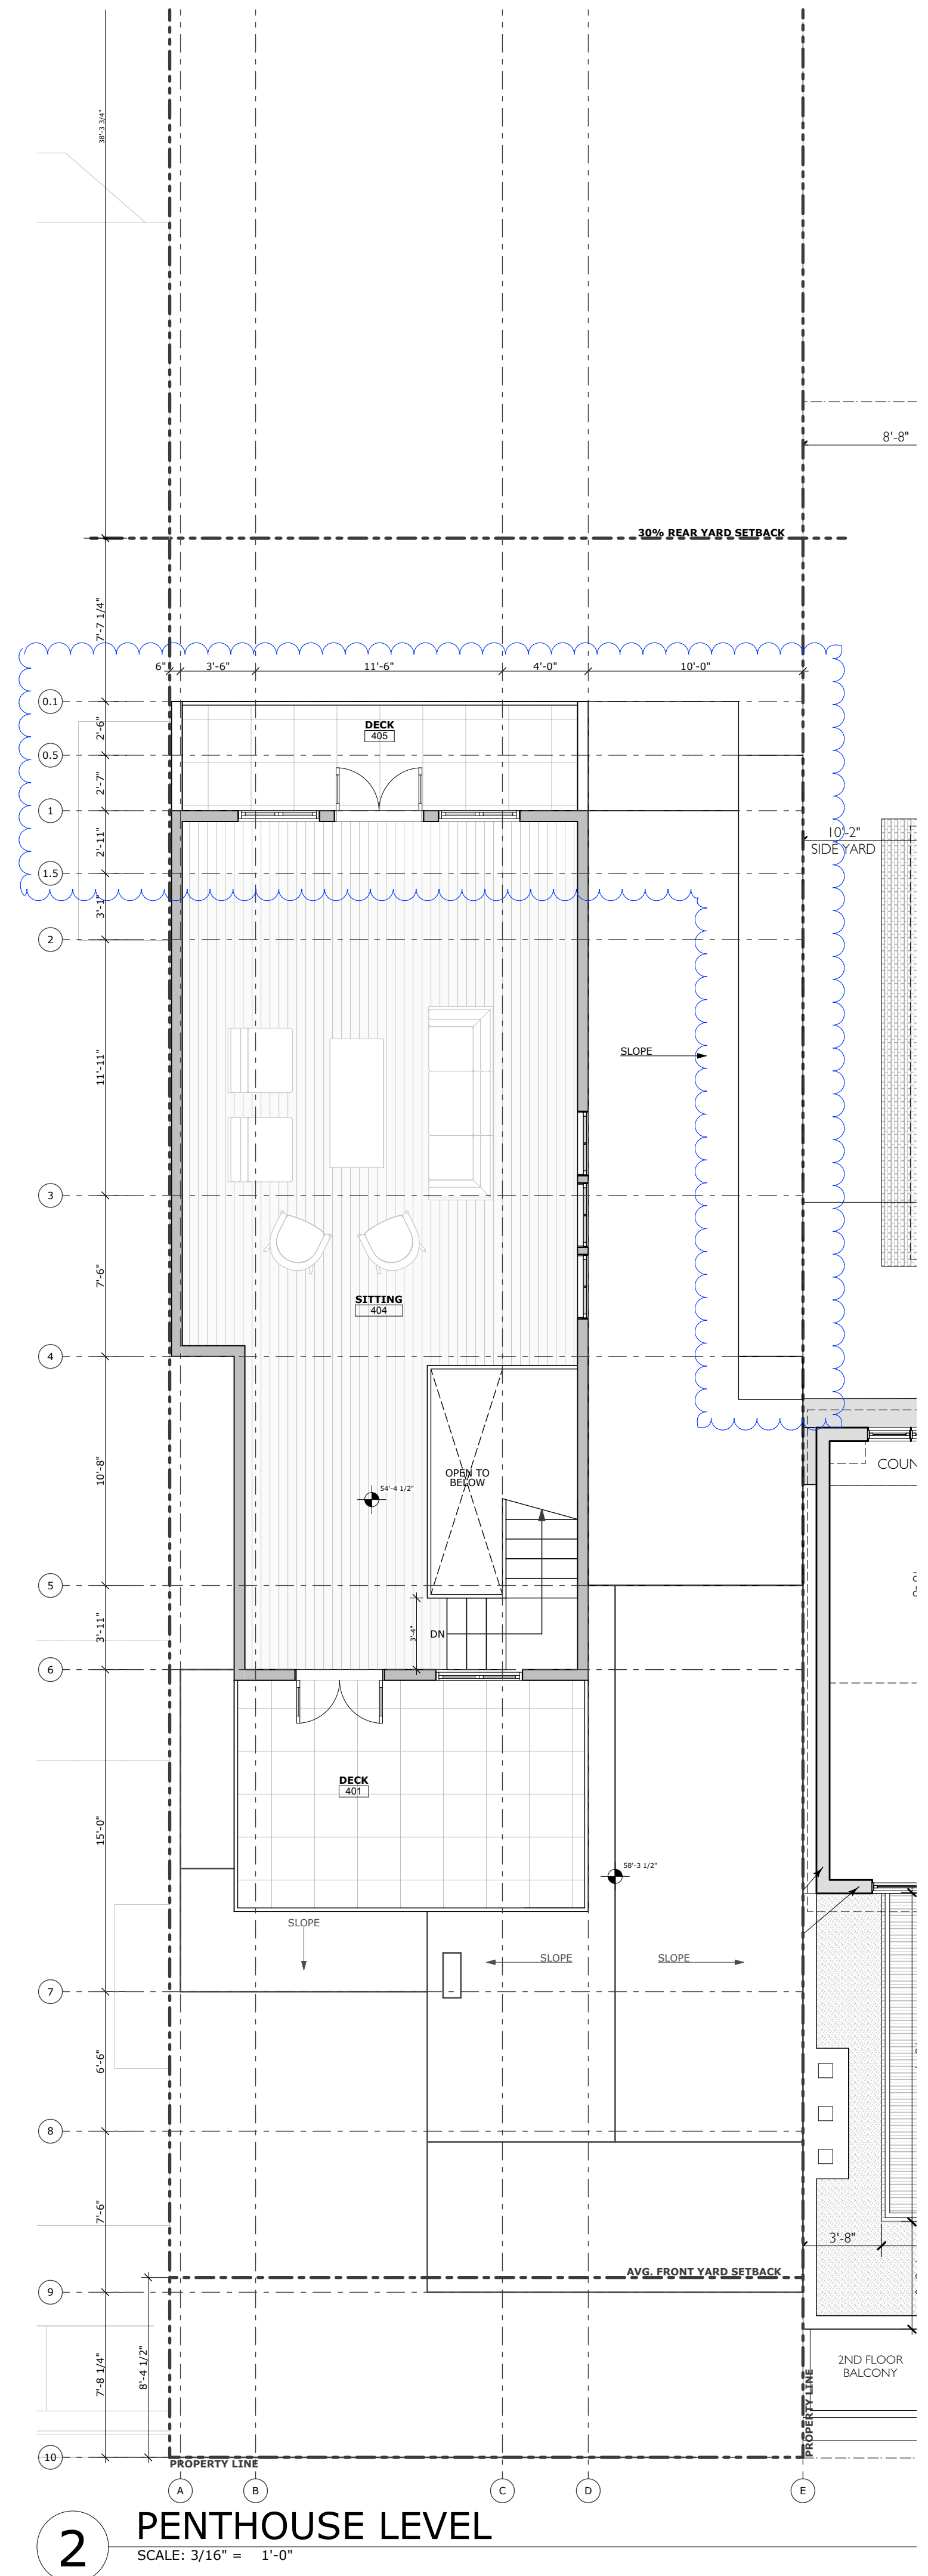 38'-3 3/4"
8'-8"
30% REAR YARD SETBACK
7'-7 1/4"
6"
3'-6"
11'-6"
4'-0"
10'-0"
0.1
2'-6"
DECK
405
0.5
2'-7"
1
10'-2"
SIDE YARD
2'-11"
1.5
3'-1"
2
SLOPE
11'-11"
3
7'-6"
SITTING
404
4
COUN
10'-8"
OPEN TO
BELOW
54'-4 1/2"
5
3'-11"
3'-4"
DN
6
DECK
401
15'-0"
58'-3 1/2"
SLOPE
SLOPE
SLOPE
7
6'-6"
8
7'-6"
3'-8"
AVG. FRONT YARD SETBACK
9
7'-8 1/4"
8'-4 1/2"
2ND FLOOR
BALCONY
PROPERTY LINE
10
PROPERTY LINE
A
B
C
D
E
2
PENTHOUSE LEVEL
SCALE: 3/16" = 1'-0"